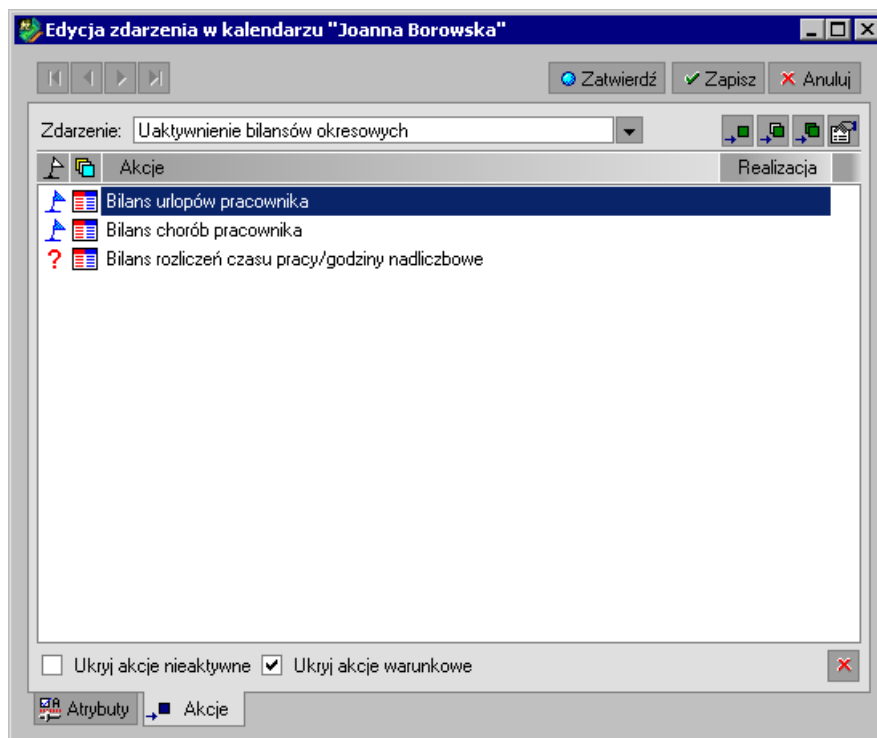 Edycja zdarzenia w kalendarzu "Joanna Borowska"
Zatwierdź Zapisz Anuluj
Zdarzenie: Uaktywnienie bilansów okresowych
Akcje Realizacja
Bilans urlopów pracownika
Bilans chorób pracownika
? Bilans rozliczeń czasu pracy/godziny nadliczbowe
Ukryj akcje nieaktywne Ukryj akcje warunkowe
Atrybuty Akcje